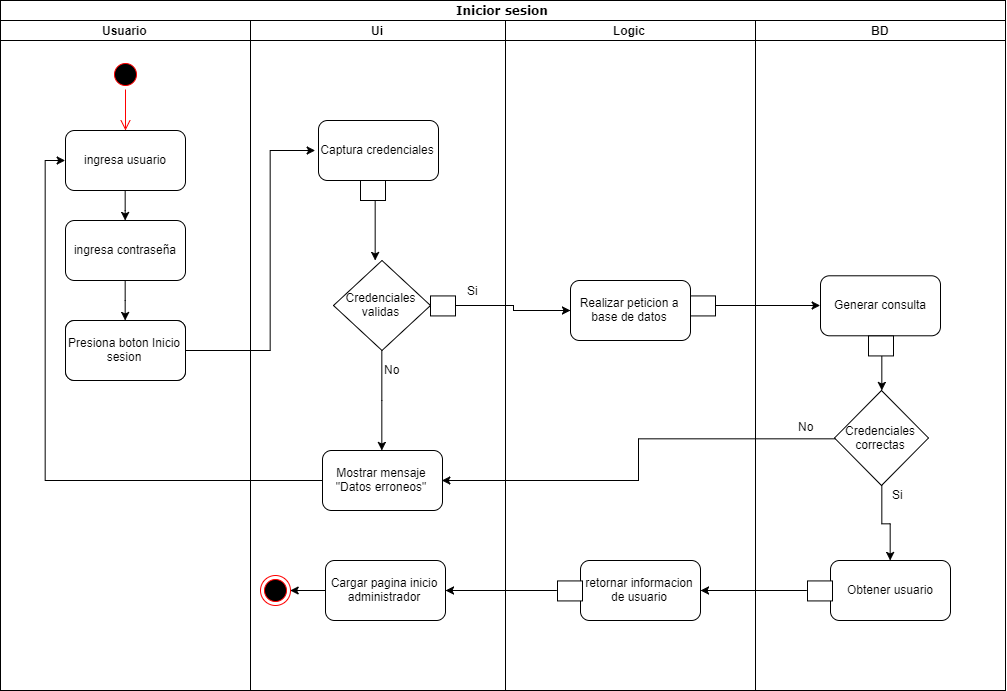 Inicior sesion
Usuario
Ui
Logic
BD
ingresa usuario
ingresa contraseña
Presiona boton Inicio
sesion
Captura credenciales
Credenciales
validas
Si
No
Realizar peticion a
base de datos
Generar consulta
Credenciales
correctas
No
Si
Mostrar mensaje
"Datos erroneos"
Obtener usuario
retornar informacion
de usuario
Cargar pagina inicio
administrador